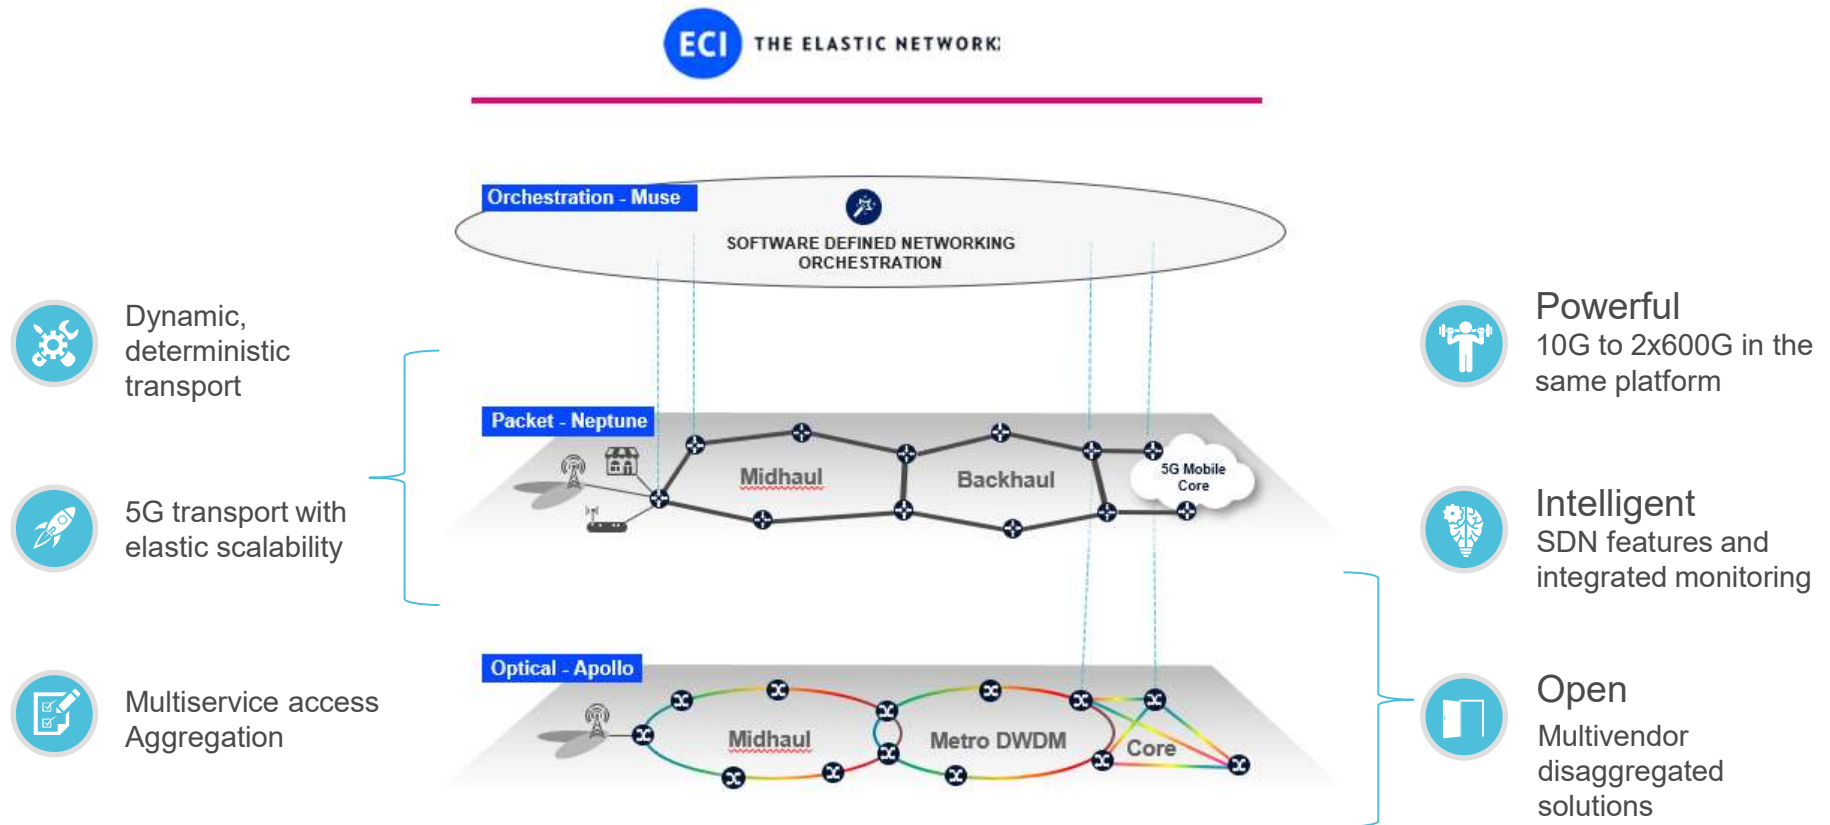 ECI THE ELASTIC NETWORK
Orchestration - Muse
SOFTWARE DEFINED NETWORKING
ORCHESTRATION
Dynamic,
deterministic
transport
5G transport with
elastic scalability
Multiservice access
Aggregation
Packet - Neptune
Midhaul
Backhaul
5G Mobile
Core
Optical - Apollo
Midhaul
Metro DWDM
Core
Powerful
10G to 2x600G in the
same platform
Intelligent
SDN features and
integrated monitoring
Open
Multivendor
disaggregated
solutions